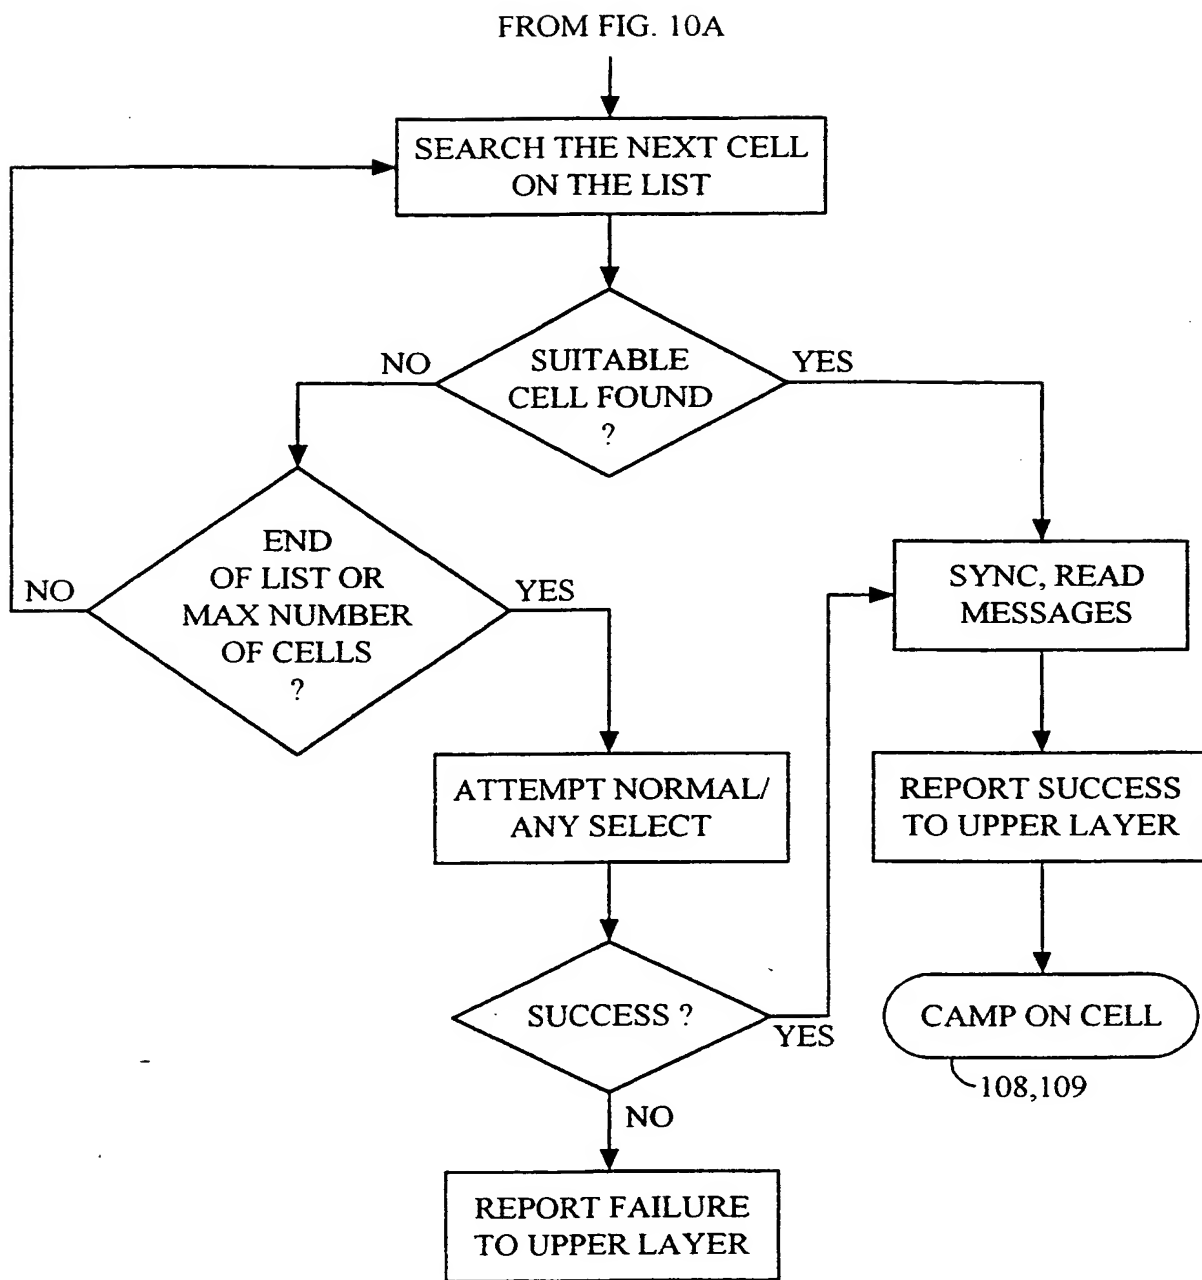 FROM FIG. 10A
SEARCH THE NEXT CELL
ON THE LIST
NO
SUITABLE
CELL FOUND
?
YES
END
OF LIST OR
MAX NUMBER
OF CELLS
?
NO
YES
SYNC, READ
MESSAGES
ATTEMPT NORMAL/
ANY SELECT
REPORT SUCCESS
TO UPPER LAYER
SUCCESS ?
YES
CAMP ON CELL
108,109
NO
REPORT FAILURE
TO UPPER LAYER